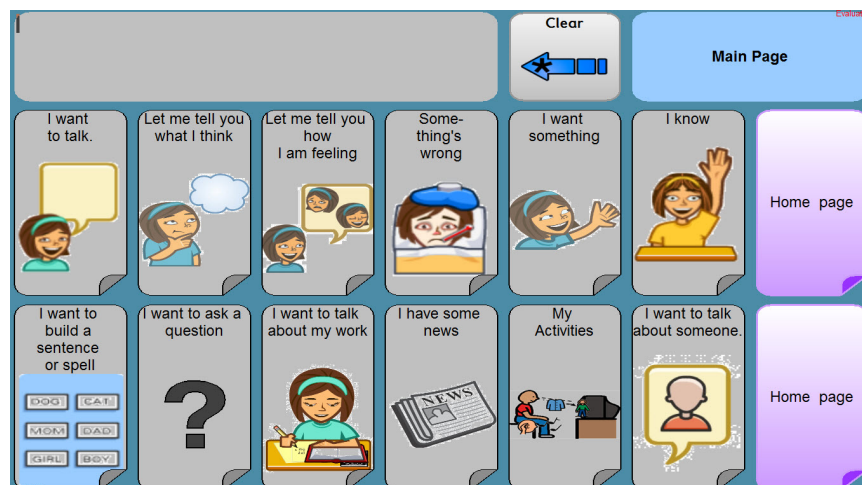 Evaluat
Clear
Main Page
I want
to talk.
Let me tell you
what I think
Let me tell you
how
I am feeling
Some-
thing's
wrong
I want
something
I know
Home page
I want to
build a
sentence
or spell
DOG CAT
MOM DAD
GIRL BOY
I want to ask a
question
I want to talk
about my work
I have some
news
NEWS
My
Activities
I want to talk
about someone.
Home page